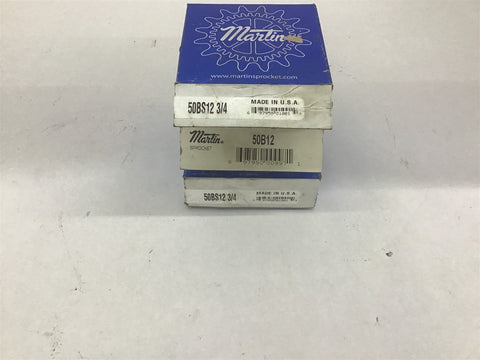 Martin
www.martinsprocket.com
50BS12 3/4
MADE IN U.S.A.
Martin
SPROCKET
50B12
50BS12 3/4
MADE IN U.S.A.